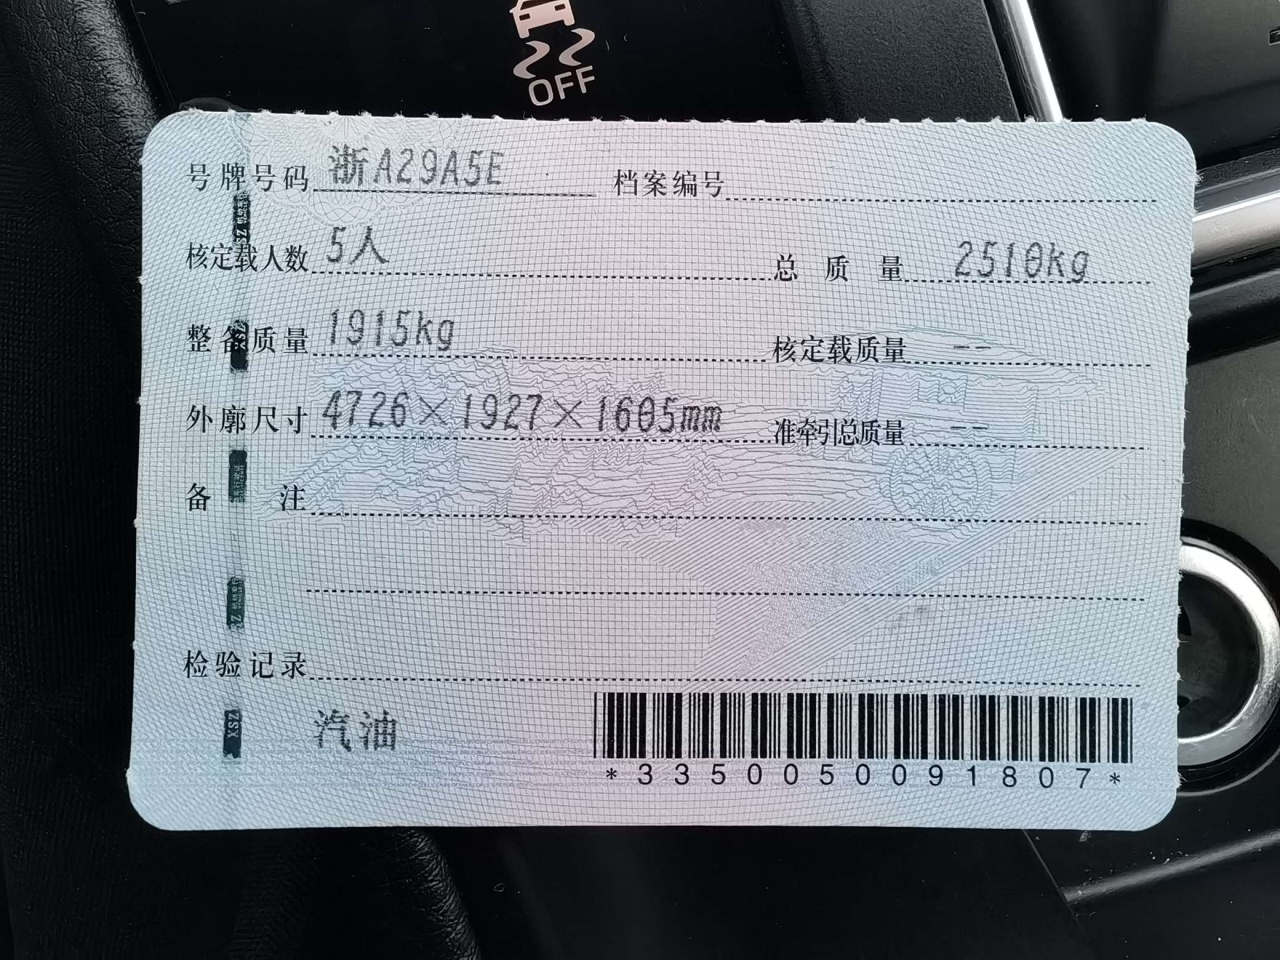 OFF
号牌号码 浙A29A5E 档案编号
核定载人数 5人 总质量 2510kg
整备质量 1915kg 核定载质量 --
外廓尺寸 4726×1927×1605mm 准牵引总质量 --
备注
检验记录
汽油
*3350050091807*